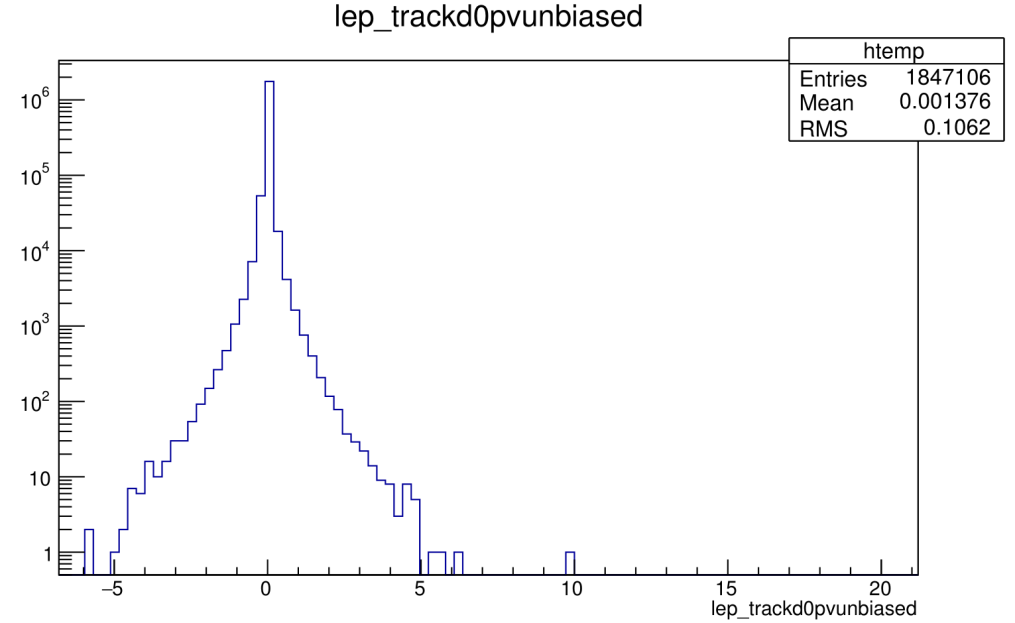 lep_trackd0pvunbiased
htemp
Entries 1847106
Mean 0.001376
RMS 0.1062
10^6
10^5
10^4
10^3
10^2
10
1
−5 0 5 10 15 20
lep_trackd0pvunbiased